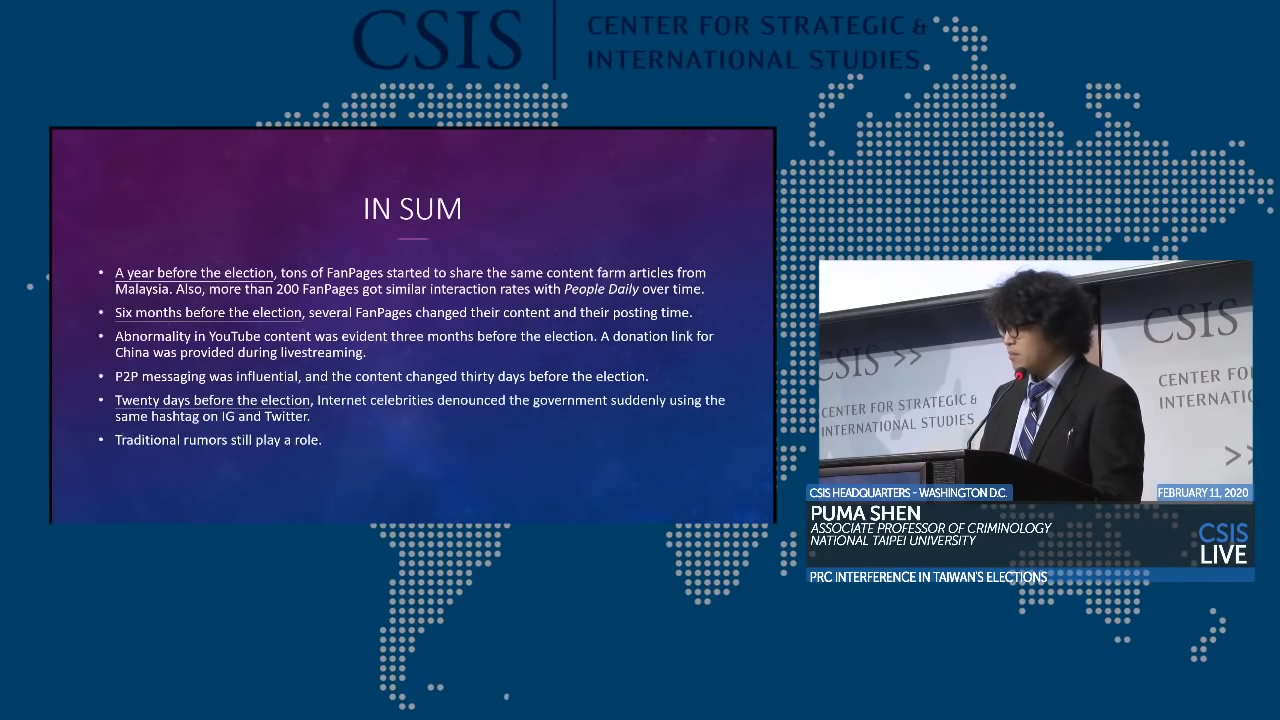 CSIS
CENTER FOR STRATEGIC &
INTERNATIONAL STUDIES
IN SUM
• A year before the election, tons of FanPages started to share the same content farm articles from
Malaysia. Also, more than 200 FanPages got similar interaction rates with People Daily over time.
• Six months before the election, several FanPages changed their content and their posting time.
• Abnormality in YouTube content was evident three months before the election. A donation link for
China was provided during livestreaming.
• P2P messaging was influential, and the content changed thirty days before the election.
• Twenty days before the election, Internet celebrities denounced the government suddenly using the
same hashtag on IG and Twitter.
• Traditional rumors still play a role.
CSIS >>
CENTER FOR STRATEGIC &
INTERNATIONAL STUDIES
CSIS
CENTER FO
INTERNATI
>>
CSIS HEADQUARTERS - WASHINGTON D.C.
FEBRUARY 11, 2020
PUMA SHEN
ASSOCIATE PROFESSOR OF CRIMINOLOGY
NATIONAL TAIPEI UNIVERSITY
CSIS
LIVE
PRC INTERFERENCE IN TAIWAN'S ELECTIONS